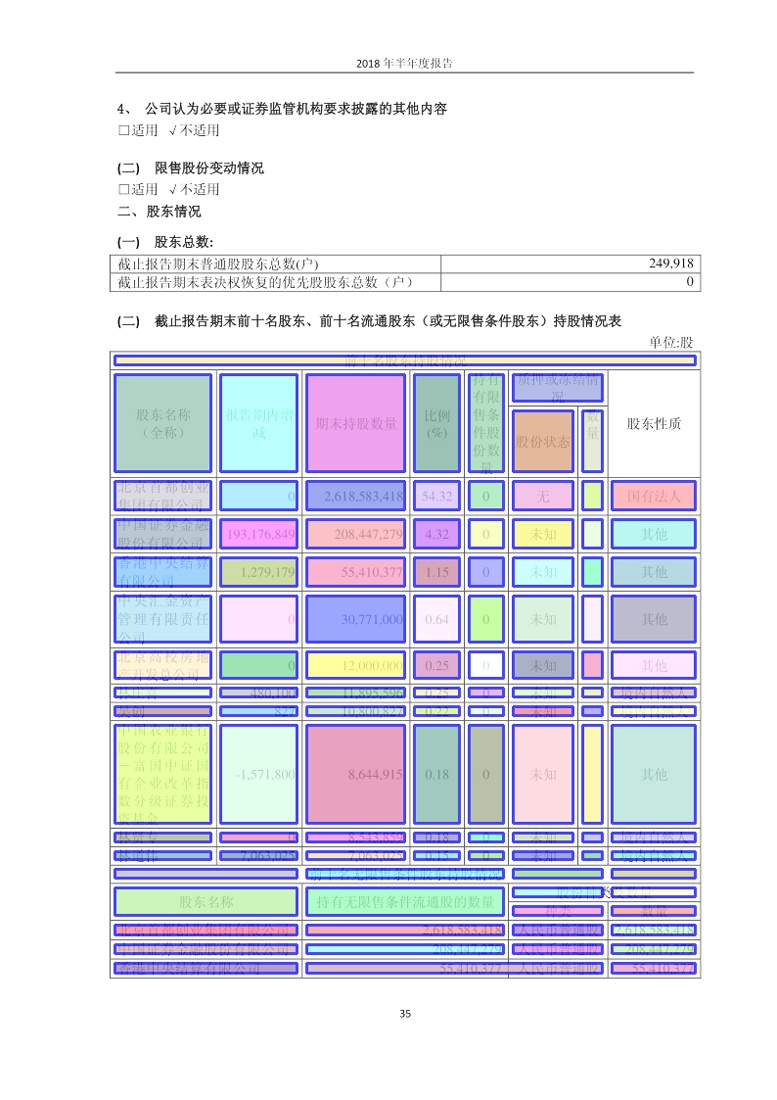 2018 年半年度报告
4、 公司认为必要或证券监管机构要求披露的其他内容
□适用 √不适用
(二) 限售股份变动情况
□适用 √不适用
二、股东情况
(一) 股东总数:
截止报告期末普通股股东总数(户) 249,918
截止报告期末表决权恢复的优先股股东总数（户） 0
(二) 截止报告期末前十名股东、前十名流通股东（或无限售条件股东）持股情况表
单位:股
前十名股东持股情况
股东名称（全称） 报告期内增减 期末持股数量 比例(%) 持有有限售条件股份数量 质押或冻结情况 股东性质
股份状态 数量
北京首都创业集团有限公司 0 2,618,583,418 54.32 0 无 国有法人
中国证券金融股份有限公司 193,176,849 208,447,279 4.32 0 未知 其他
香港中央结算有限公司 1,279,179 55,410,377 1.15 0 未知 其他
中央汇金资产管理有限责任公司 0 30,771,000 0.64 0 未知 其他
北京高校房地产开发总公司 0 12,000,000 0.25 0 未知 其他
480,100 11,895,596 0.25 0 未知 境内自然人
吴创 827 10,800,827 0.22 0 未知 境内自然人
中国农业银行股份有限公司－富国中证国有企业改革指数分级证券投资基金 -1,571,800 8,644,915 0.18 0 未知 其他
0 8,543,859 0.18 0 未知 境内自然人
7,063,025 7,063,025 0.15 0 未知 境内自然人
前十名无限售条件股东持股情况
股东名称 持有无限售条件流通股的数量 股份种类及数量
种类 数量
北京首都创业集团有限公司 2,618,583,418 人民币普通股 2,618,583,418
中国证券金融股份有限公司 208,447,279 人民币普通股 208,447,279
香港中央结算有限公司 55,410,377 人民币普通股 55,410,377
35